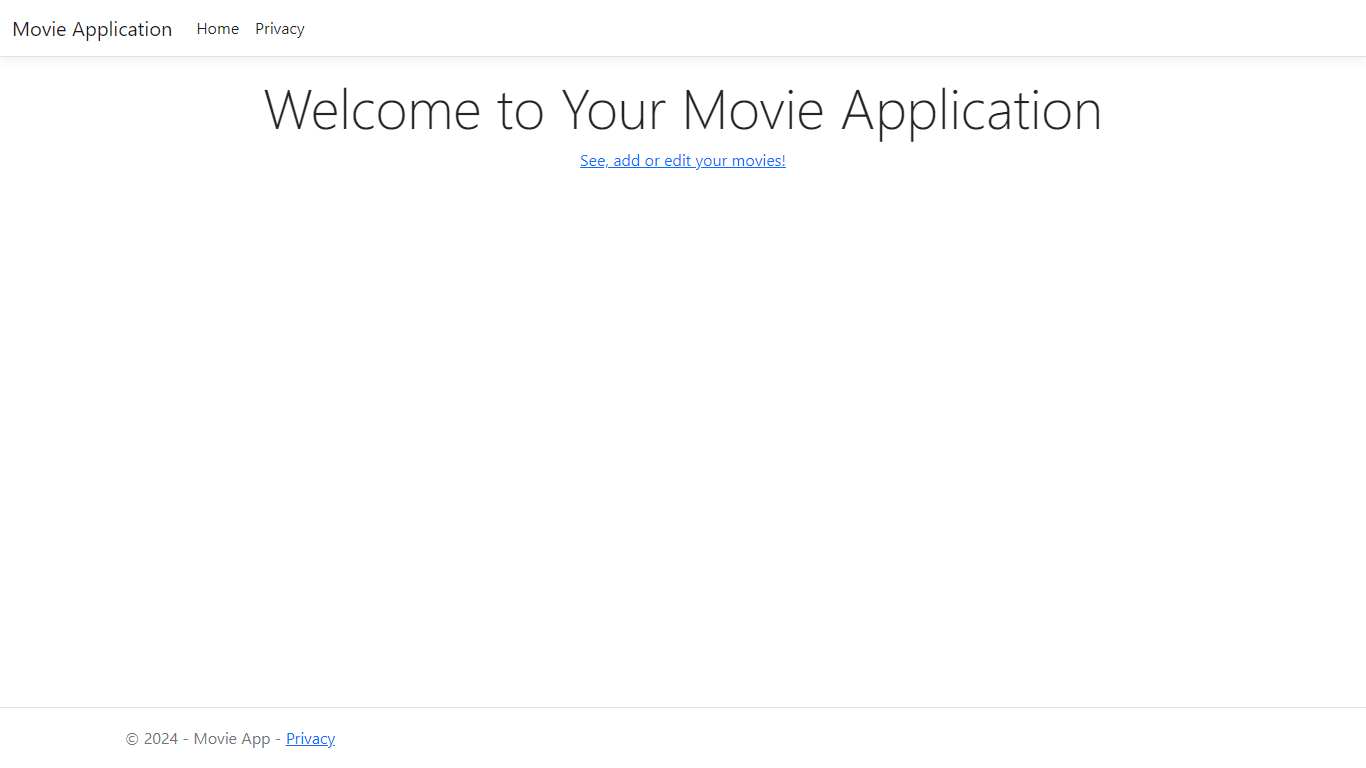 Movie Application Home Privacy
Welcome to Your Movie Application
See, add or edit your movies!
© 2024 - Movie App - Privacy